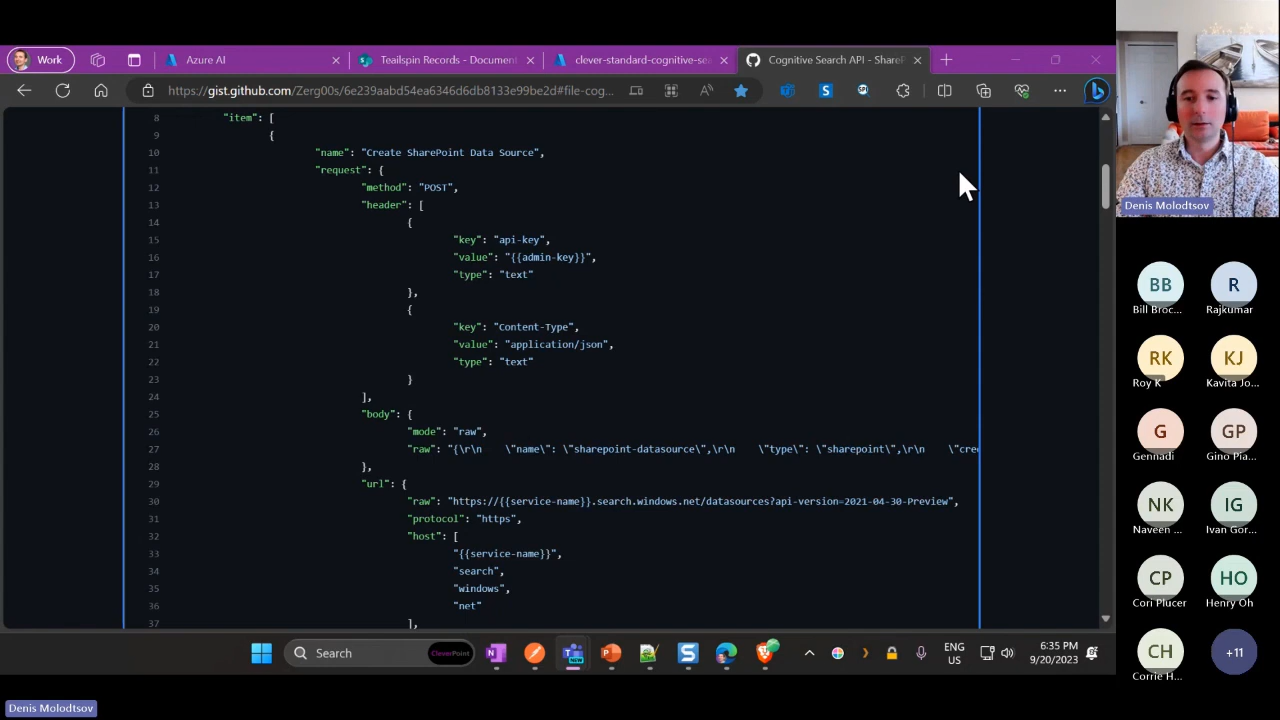 Work
Azure AI
Teailspin Records - Document
clever-standard-cognitive-sea
Cognitive Search API - ShareP
https://gist.github.com/Zerg00s/6e239aabd54ea6346d6db8133e99be2d#file-cog...
8 "item": [
9 {
10 "name": "Create SharePoint Data Source",
11 "request": {
12 "method": "POST",
13 "header": [
14 {
15 "key": "api-key",
16 "value": "{{admin-key}}",
17 "type": "text"
18 },
19 {
20 "key": "Content-Type",
21 "value": "application/json",
22 "type": "text"
23 }
24 ],
25 "body": {
26 "mode": "raw",
27 "raw": "{\r\n    \"name\": \"sharepoint-datasource\",\r\n    \"type\": \"sharepoint\",\r\n    \"cre
28 },
29 "url": {
30 "raw": "https://{{service-name}}.search.windows.net/datasources?api-version=2021-04-30-Preview",
31 "protocol": "https",
32 "host": [
33 "{{service-name}}",
34 "search",
35 "windows",
36 "net"
37 ],
Search
CleverPoint
ENG
US
6:35 PM
9/20/2023
Denis Molodtsov
BB
Bill Broc...
R
Rajkumar
RK
Roy K
KJ
Kavita Jo...
G
Gennadi
GP
Gino Pia...
NK
Naveen ...
IG
Ivan Gor...
CP
Cori Plucer
HO
Henry Oh
CH
Corrie H...
+11
Denis Molodtsov